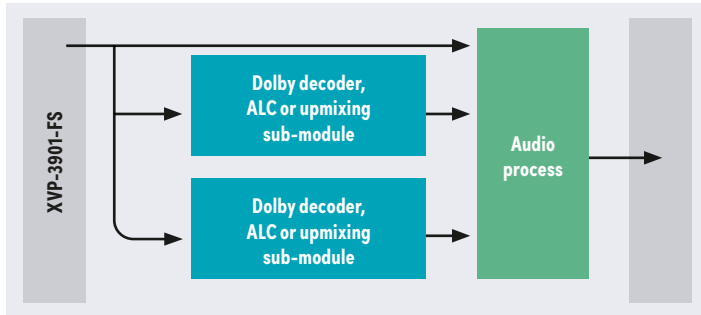 XVP-3901-FS
Dolby decoder,
ALC or upmixing
sub-module
Dolby decoder,
ALC or upmixing
sub-module
Audio
process